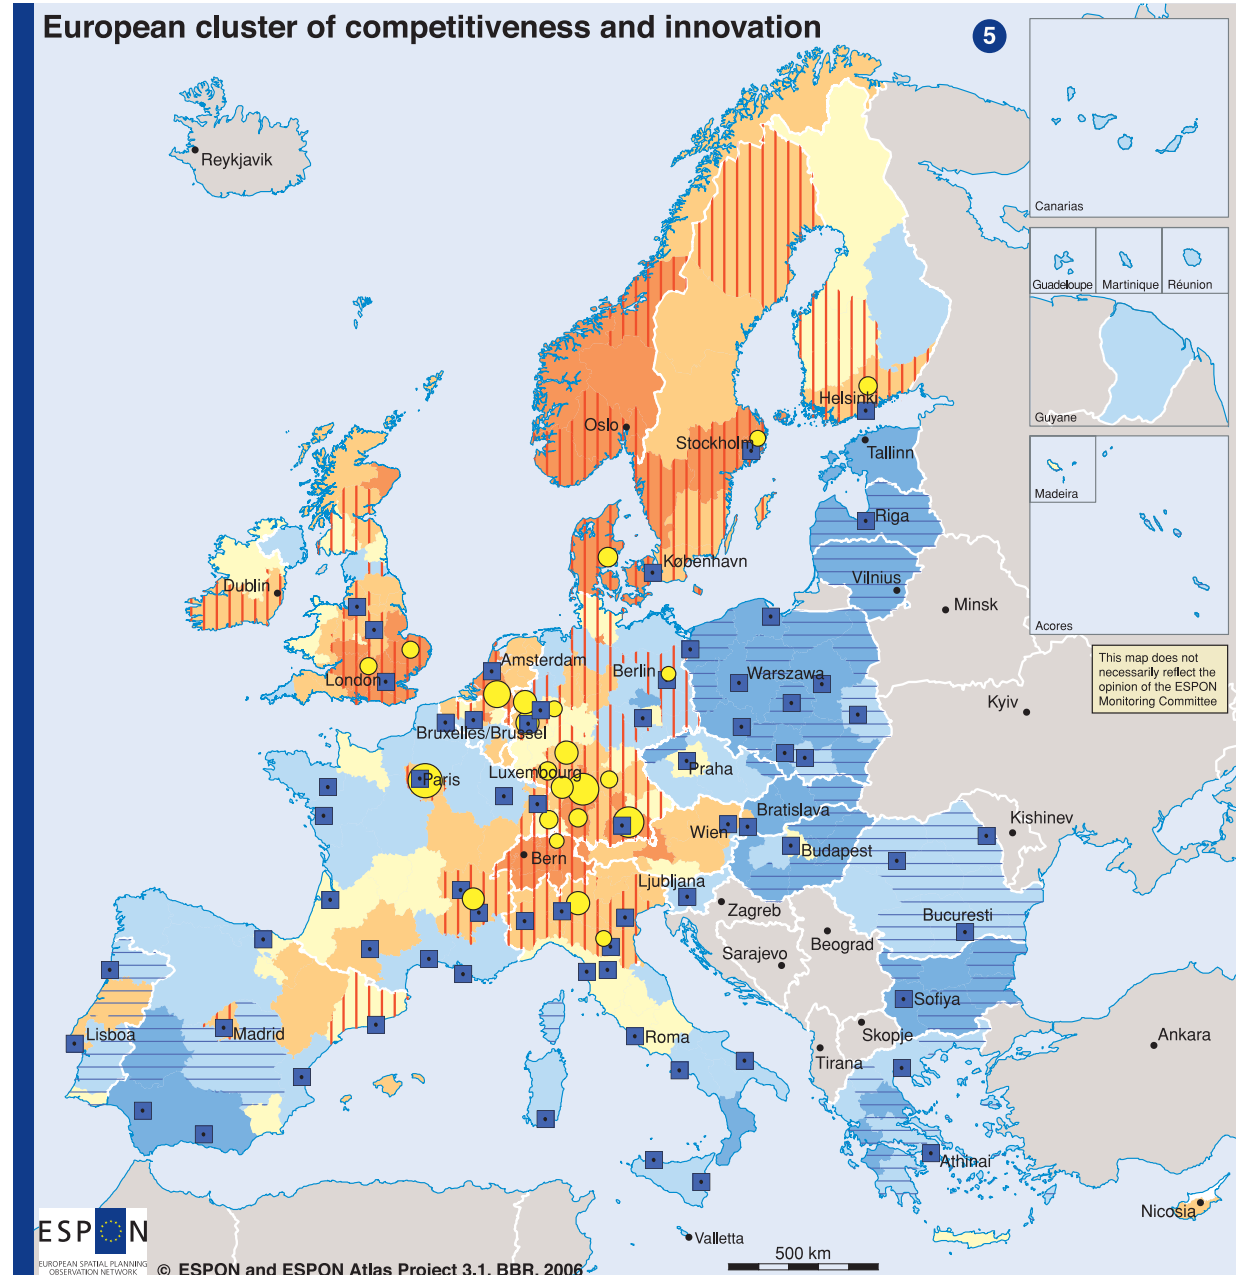 European cluster of competitiveness and innovation
5
Reykjavik
Canarias
Guadeloupe
Martinique
Réunion
Guyane
Madeira
Acores
This map does not
necessarily reflect the
opinion of the ESPON
Monitoring Committee
Helsinki
Oslo
Stockholm
Tallinn
Riga
København
Vilnius
Dublin
Minsk
Amsterdam
Berlin
Warszawa
London
Kyiv
Bruxelles/Brussel
Luxembourg
Praha
Paris
Bratislava
Kishinev
Wien
Budapest
Bern
Ljubljana
Zagreb
Bucuresti
Beograd
Sarajevo
Sofiya
Lisboa
Madrid
Roma
Skopje
Ankara
Tirana
Athinai
Nicosia
Valletta
500 km
ESPON
EUROPEAN SPATIAL PLANNING
OBSERVATION NETWORK
© ESPON and ESPON Atlas Project 3.1, BBR, 2006